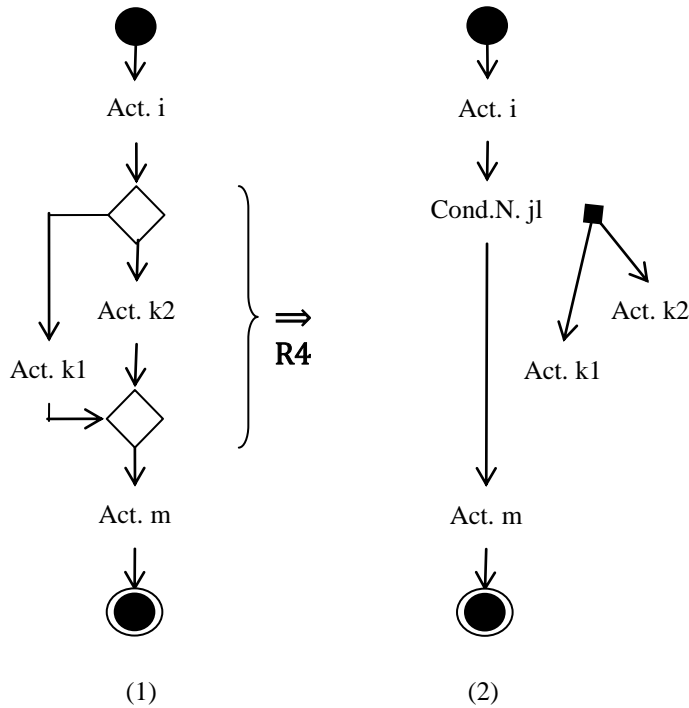 Act. i
Act. k2
Act. k1
Act. m
(1)
⇒
R4
Act. i
Cond.N. jl
Act. k2
Act. k1
Act. m
(2)